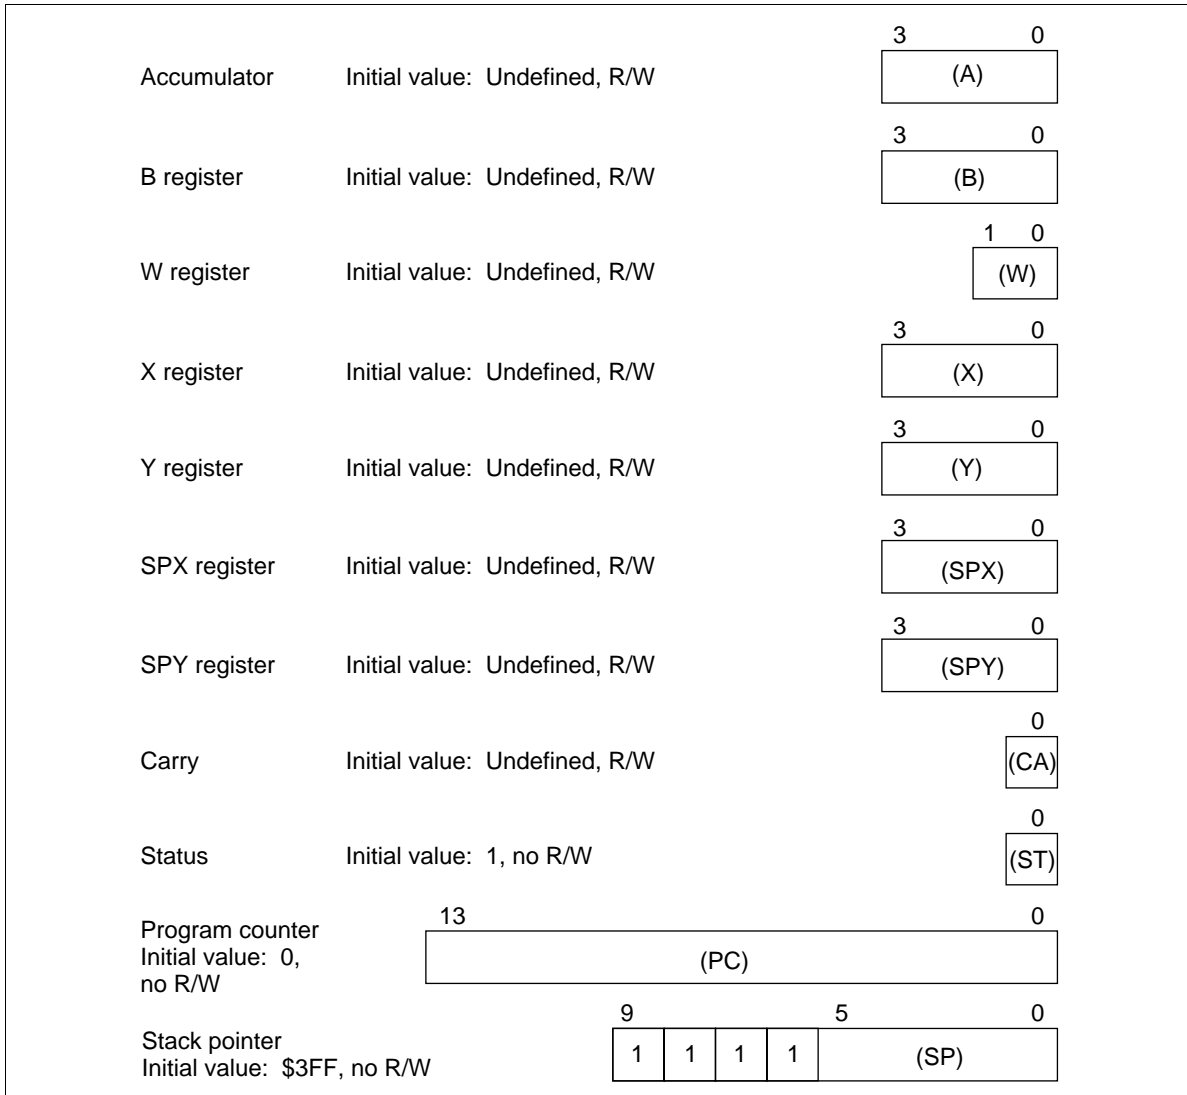 3 0
Accumulator Initial value: Undefined, R/W (A)
3 0
B register Initial value: Undefined, R/W (B)
1 0
W register Initial value: Undefined, R/W (W)
3 0
X register Initial value: Undefined, R/W (X)
3 0
Y register Initial value: Undefined, R/W (Y)
3 0
SPX register Initial value: Undefined, R/W (SPX)
3 0
SPY register Initial value: Undefined, R/W (SPY)
0
Carry Initial value: Undefined, R/W (CA)
0
Status Initial value: 1, no R/W (ST)
13 0
Program counter
Initial value: 0, (PC)
no R/W
9 5 0
Stack pointer
1 1 1 1 (SP)
Initial value: $3FF, no R/W